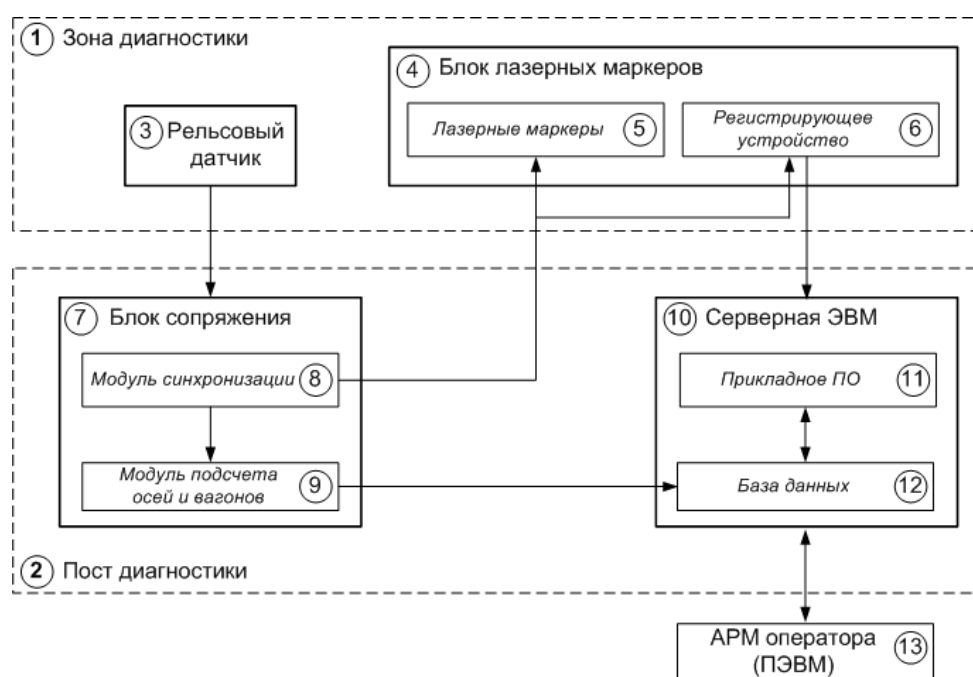 1 Зона диагностики
4 Блок лазерных маркеров
3 Рельсовый
датчик
Лазерные маркеры 5
Регистрирующее
устройство 6
7 Блок сопряжения
Модуль синхронизации 8
Модуль подсчета
осей и вагонов 9
10 Серверная ЭВМ
Прикладное ПО 11
База данных 12
2 Пост диагностики
АРМ оператора
(ПЭВМ) 13